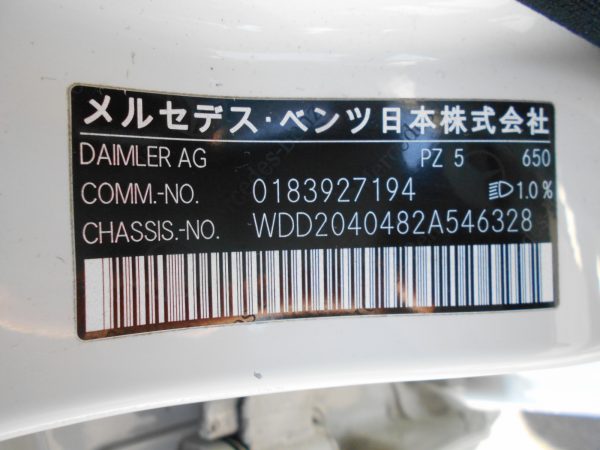 メルセデス・ベンツ日本株式会社
DAIMLER AG PZ 5 650
COMM.-NO. 0183927194 1.0%
CHASSIS.-NO. WDD2040482A546328